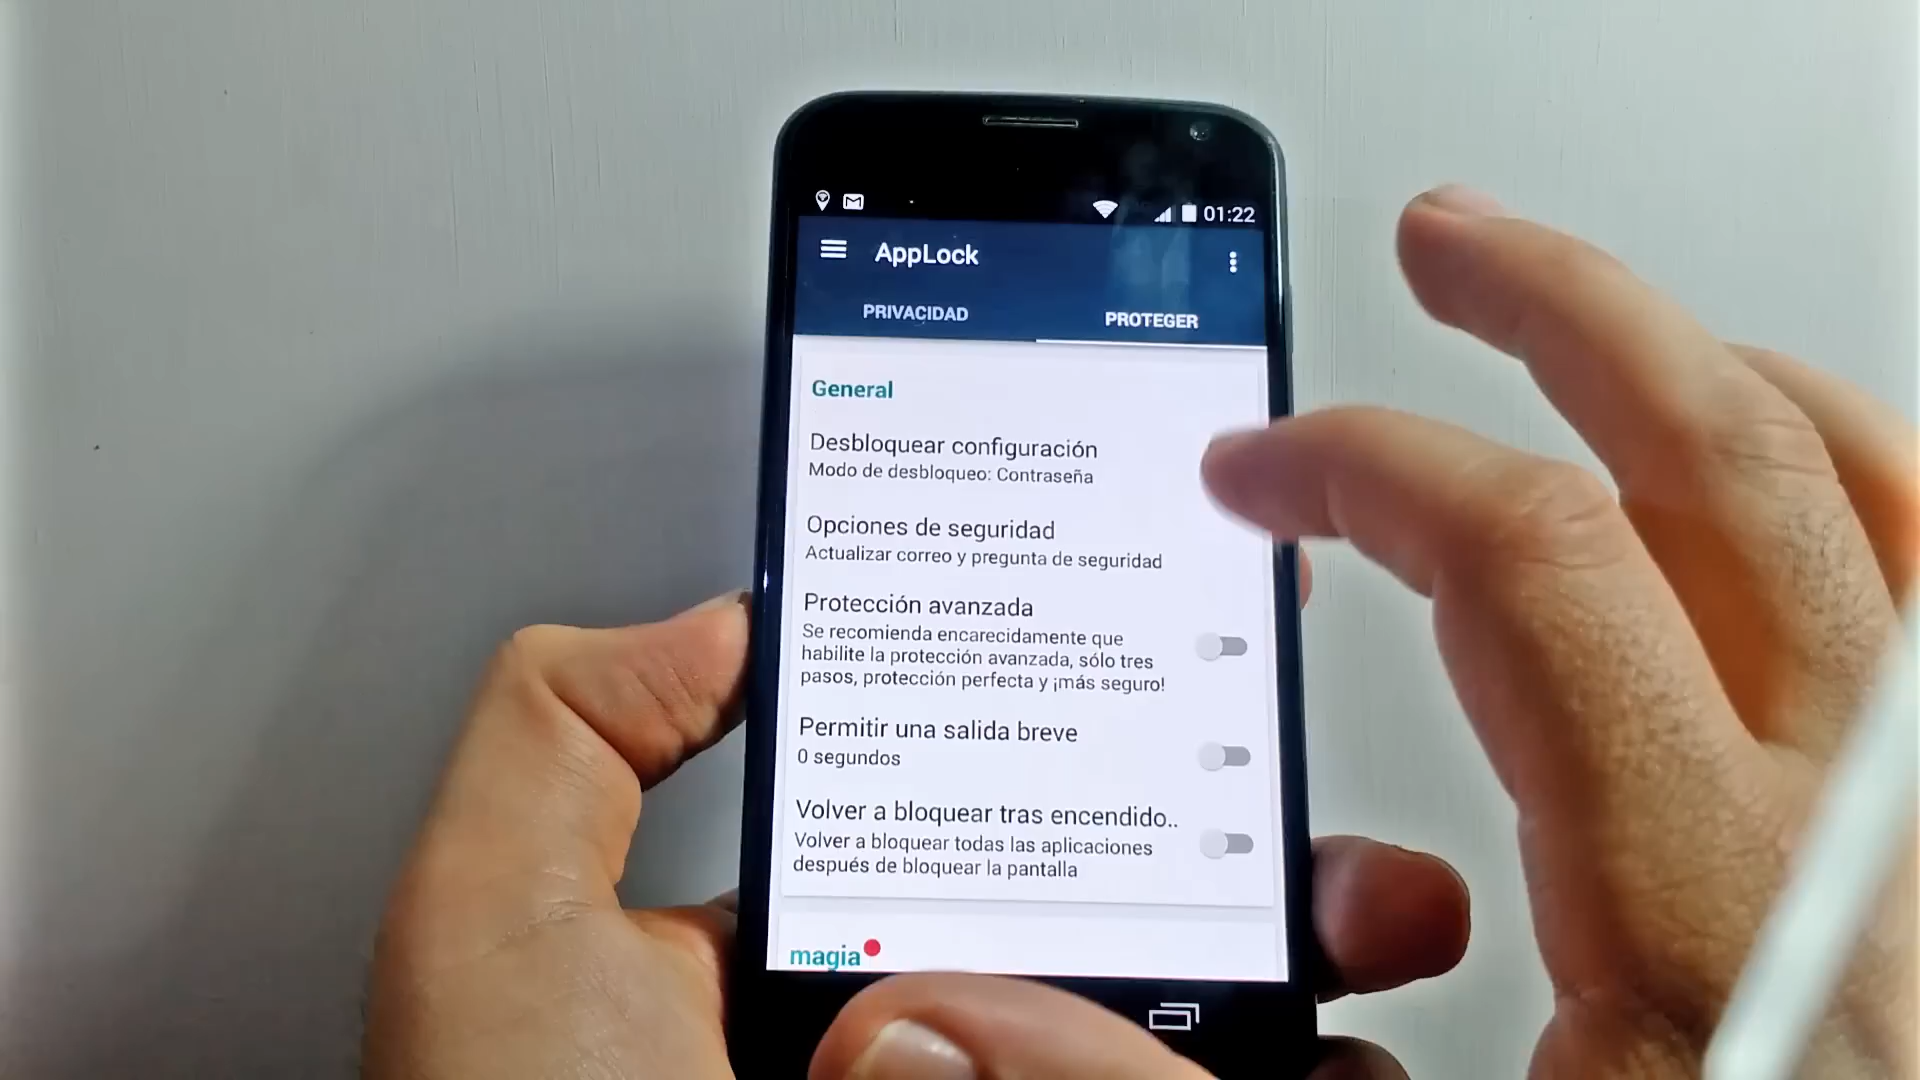 01:22
AppLock
PRIVACIDAD
PROTEGER
General
Desbloquear configuración
Modo de desbloqueo: Contraseña
Opciones de seguridad
Actualizar correo y pregunta de seguridad
Protección avanzada
Se recomienda encarecidamente que
habilite la protección avanzada, sólo tres
pasos, protección perfecta y ¡más seguro!
Permitir una salida breve
0 segundos
Volver a bloquear tras encendido..
Volver a bloquear todas las aplicaciones
después de bloquear la pantalla
magia